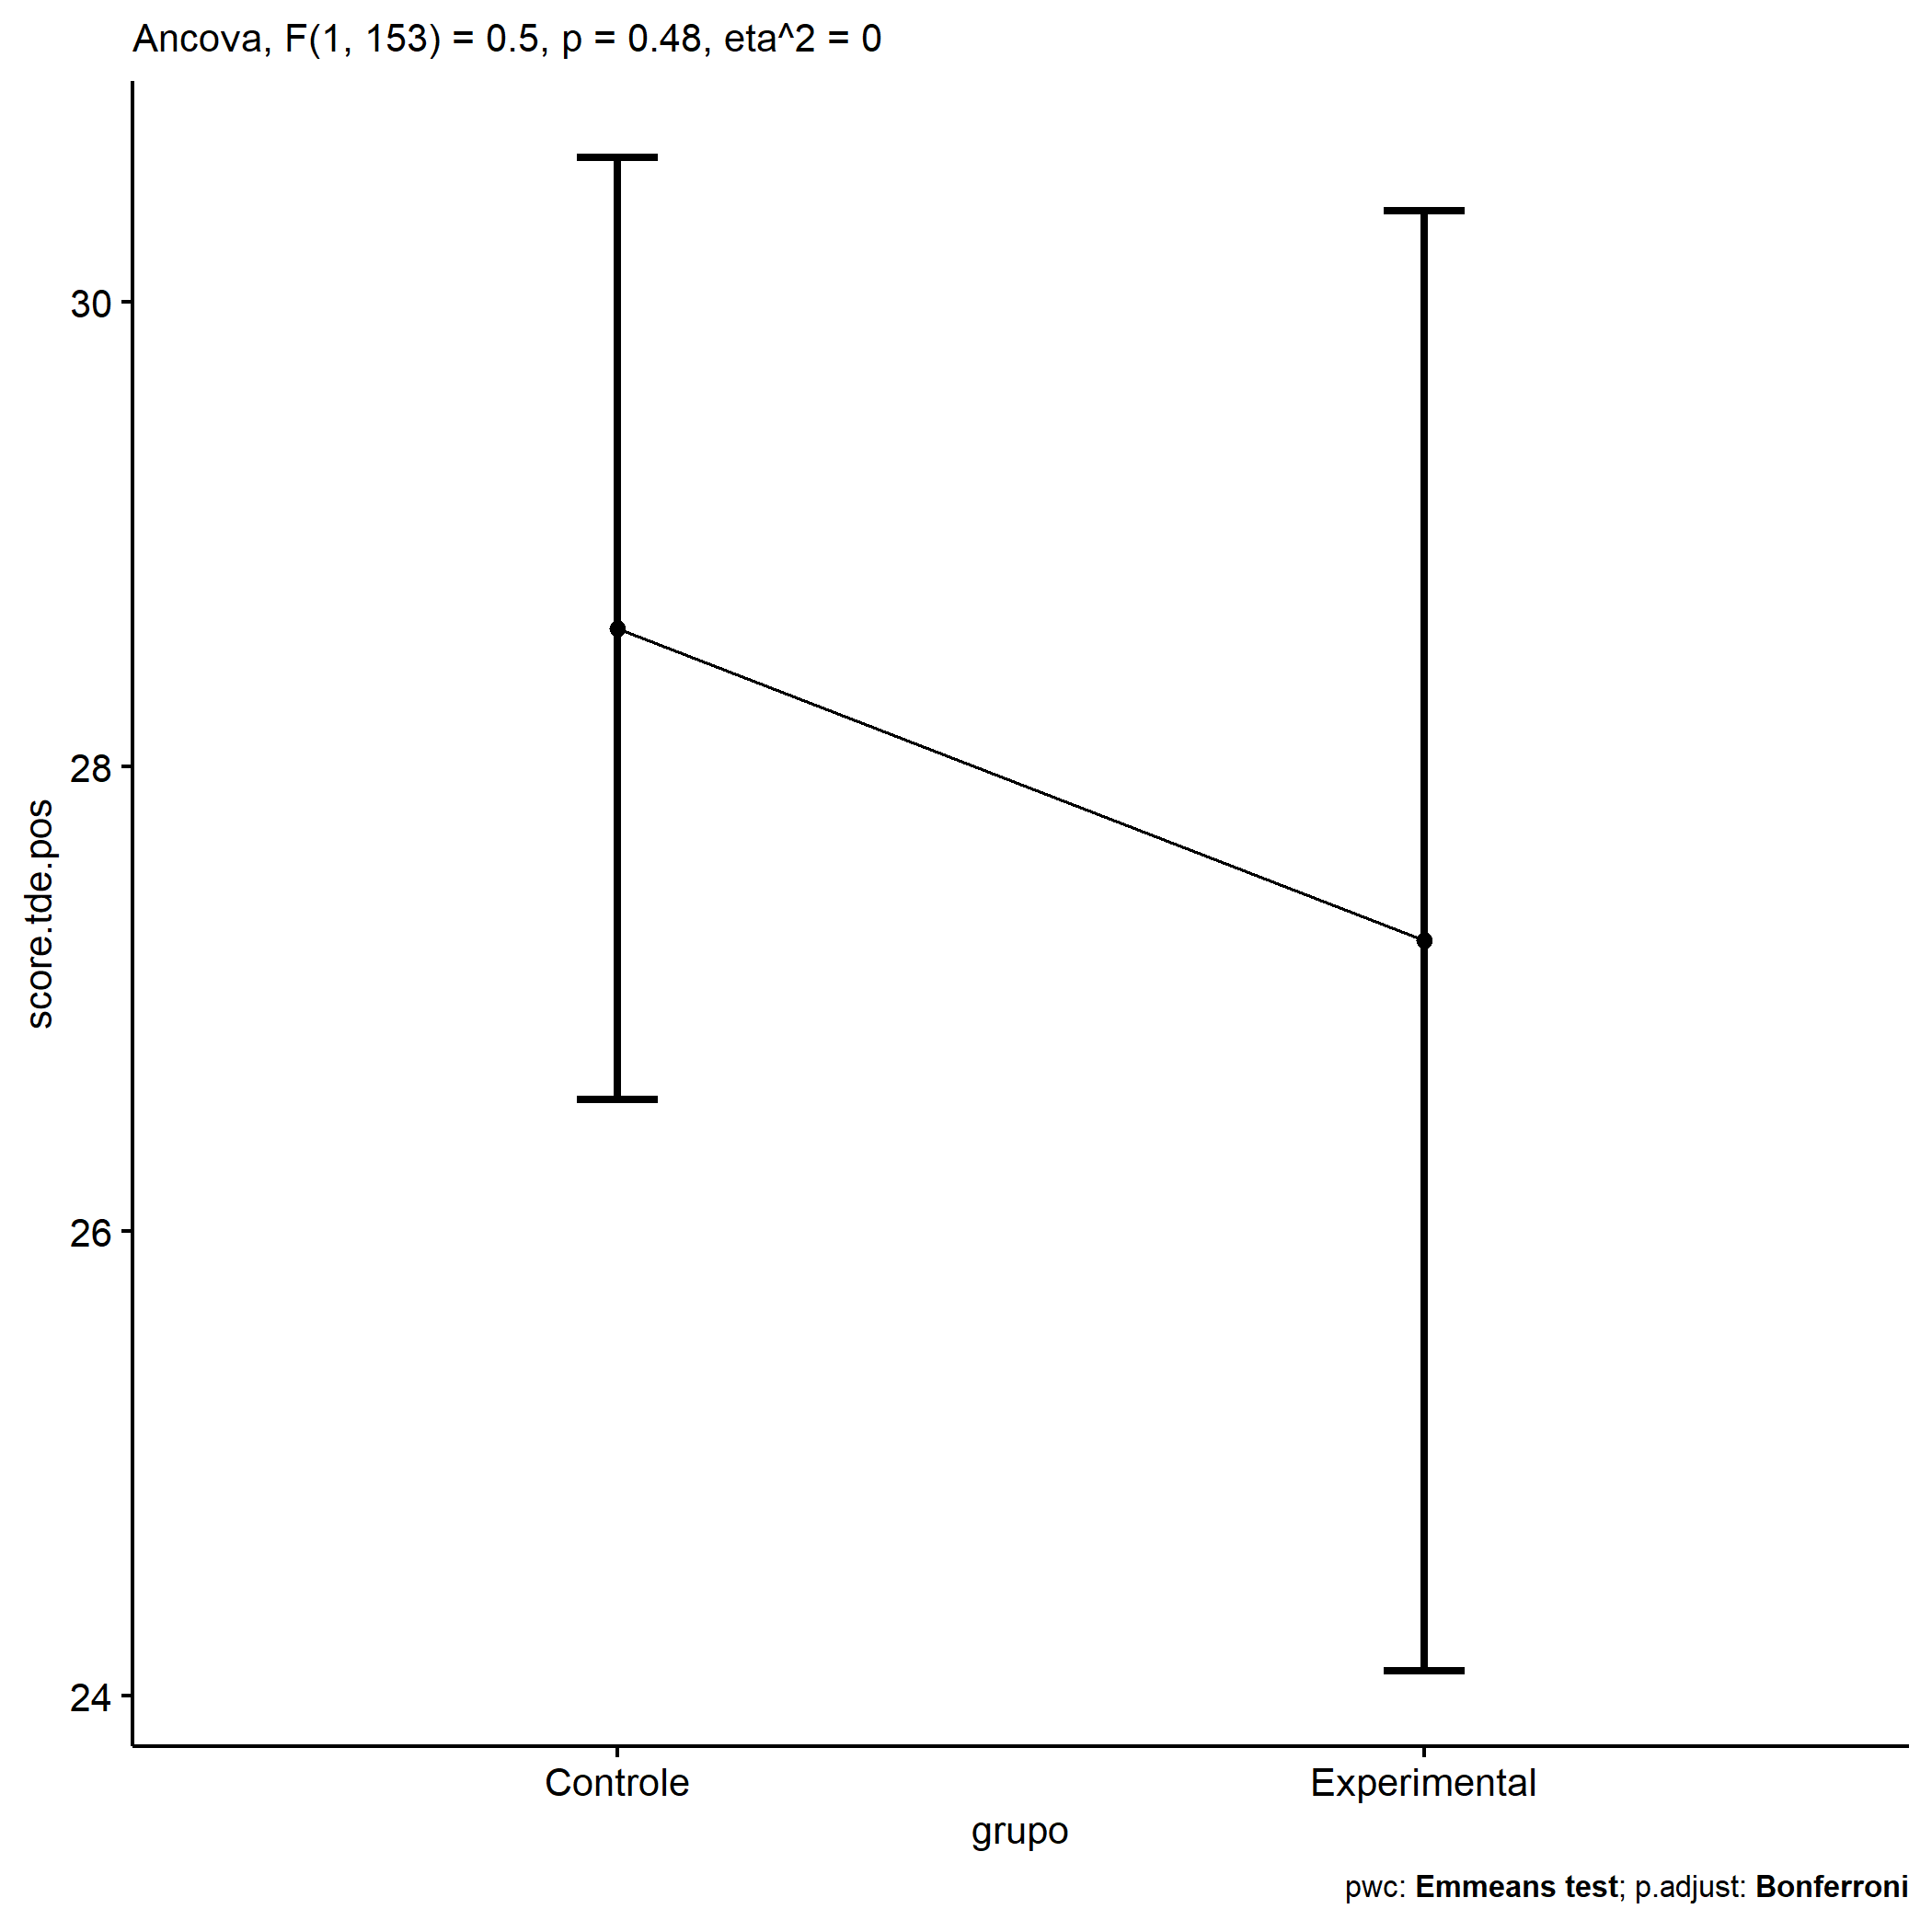 Ancova, F(1, 153) = 0.5, p = 0.48, eta^2 = 0
score.tde.pos
30
28
26
24
Controle
Experimental
grupo
pwc: Emmeans test; p.adjust: Bonferroni